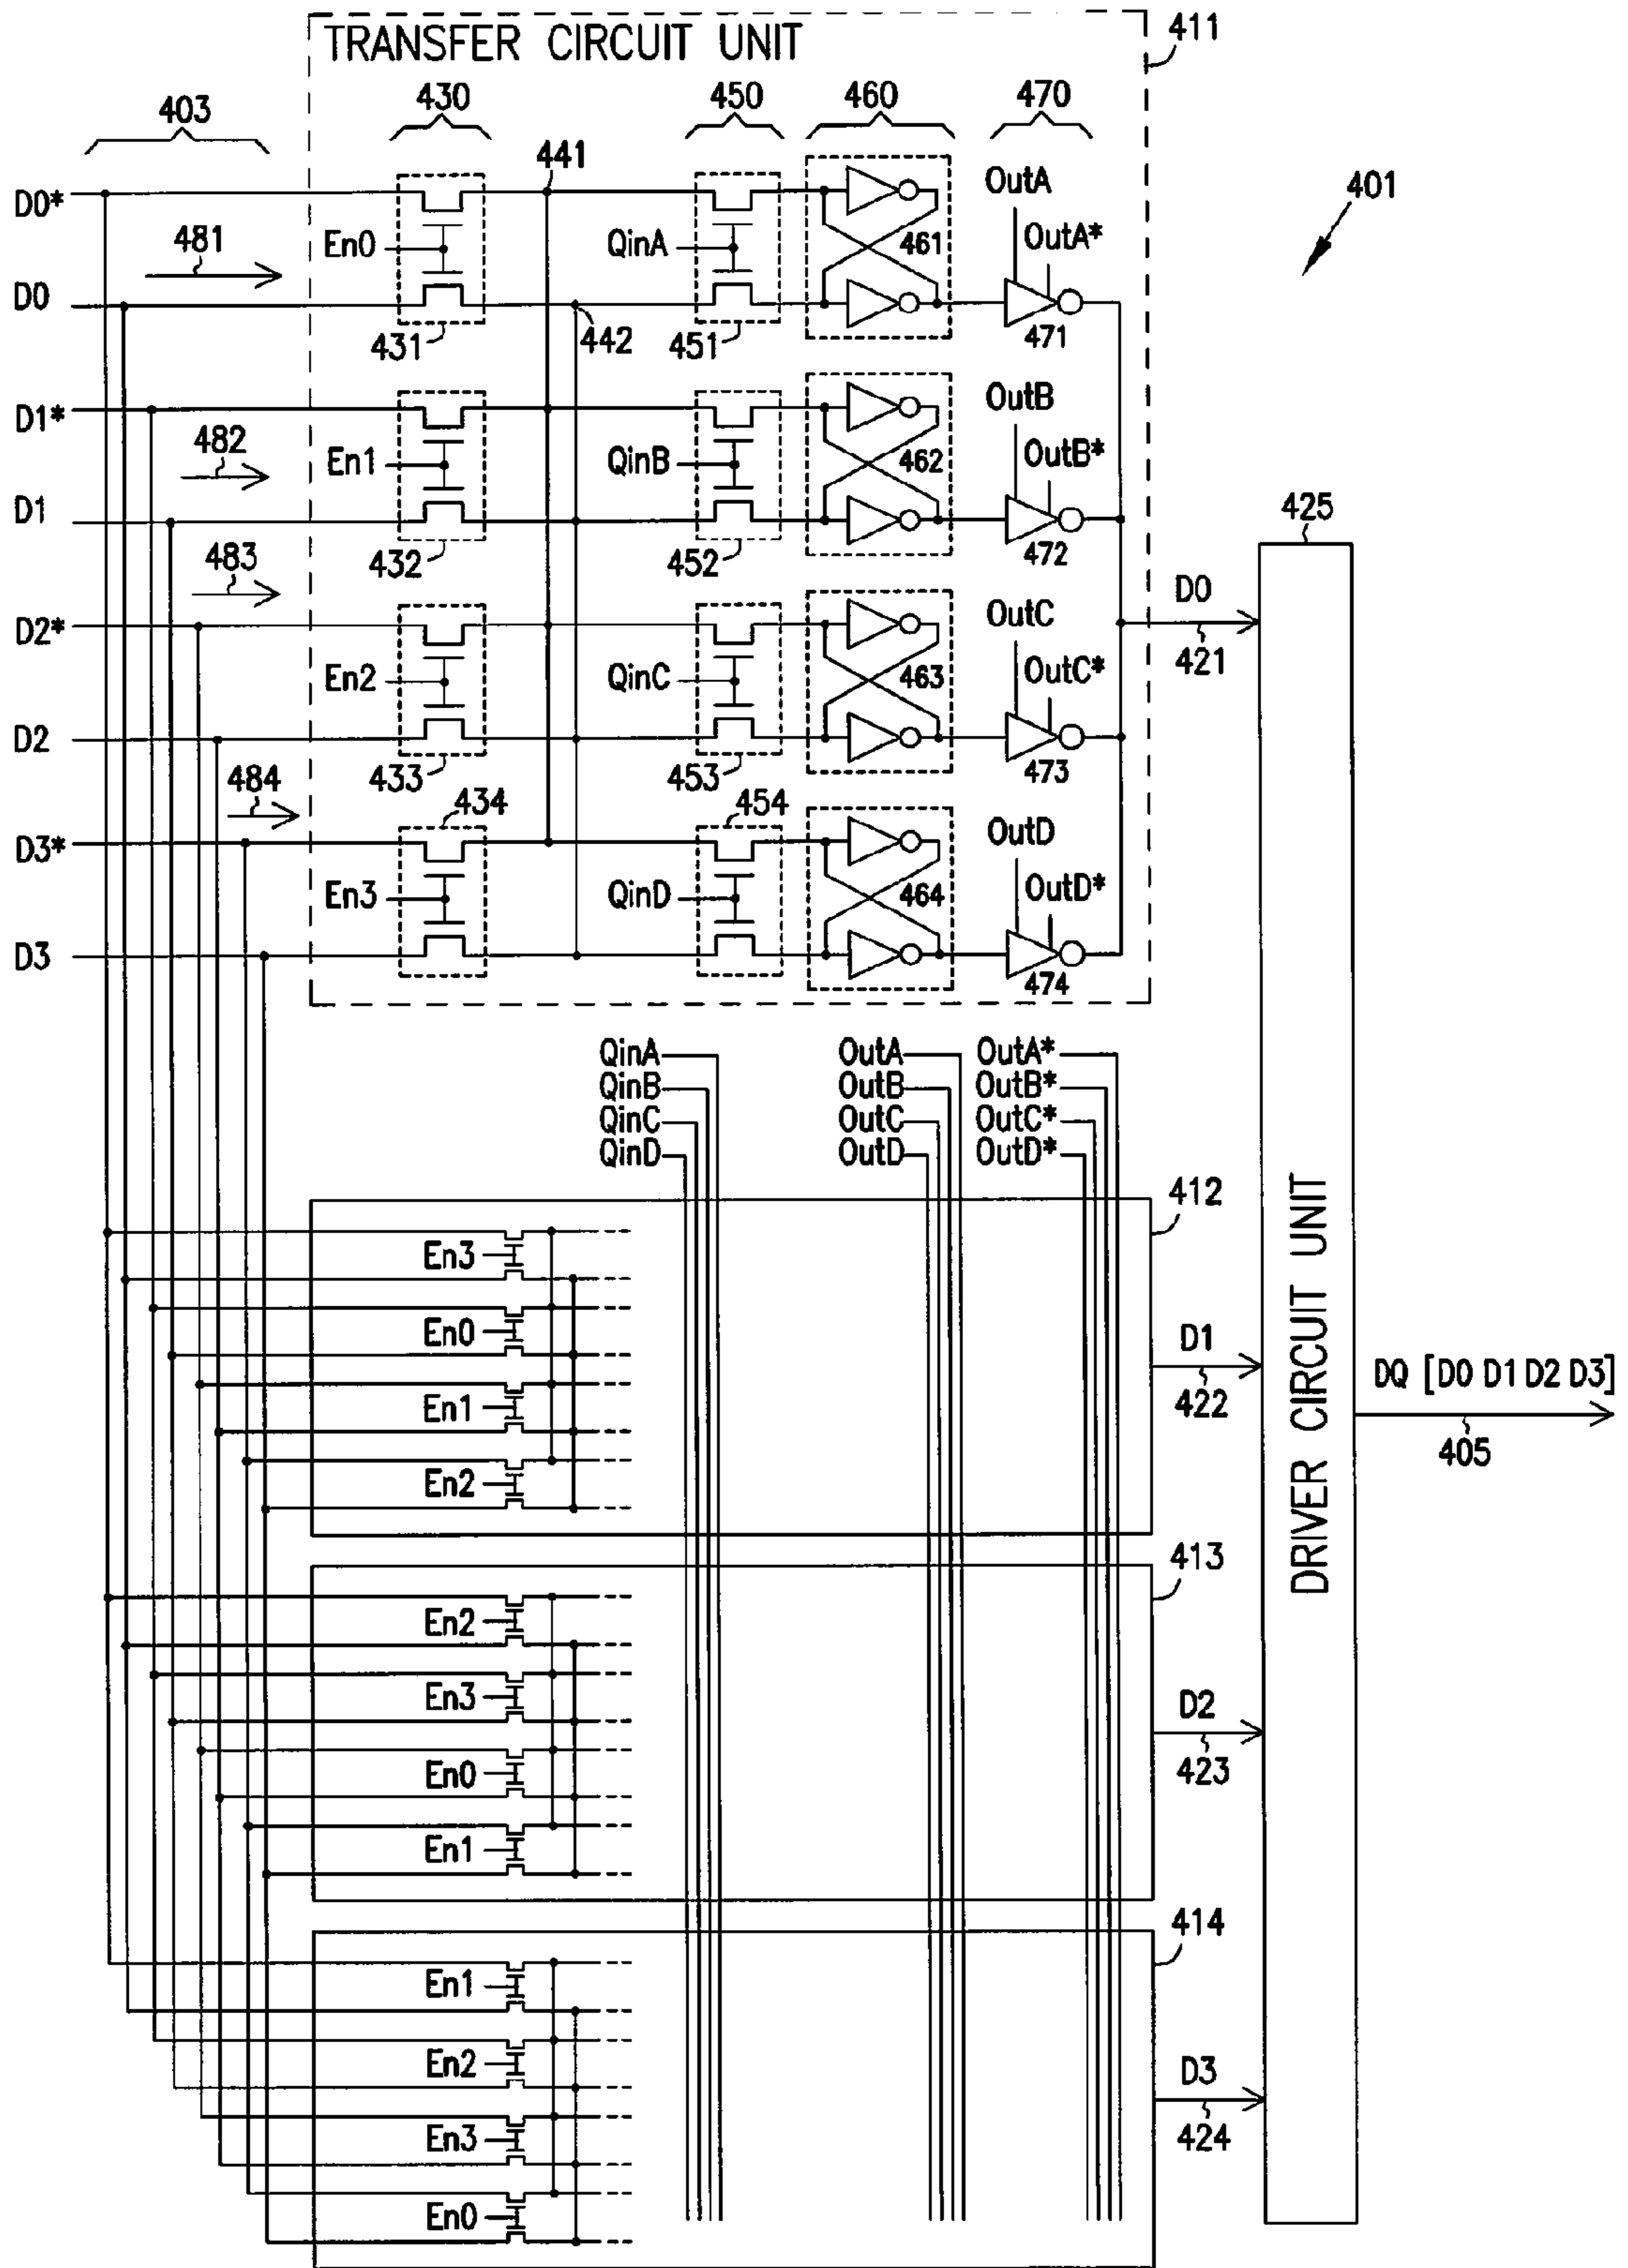 TRANSFER CIRCUIT UNIT
411
403
430
450
460
470
441
401
D0*
481
D0
En0
431
442
QinA
451
461
OutA
OutA*
471
D1*
482
D1
En1
432
QinB
452
462
OutB
OutB*
472
425
483
D2*
En2
D2
433
QinC
453
463
OutC
OutC*
473
D0
421
484
D3*
434
En3
D3
454
QinD
464
OutD
OutD*
474
QinA
QinB
QinC
QinD
OutA
OutB
OutC
OutD
OutA*
OutB*
OutC*
OutD*
412
En3
En0
En1
En2
D1
422
DRIVER CIRCUIT UNIT
DQ [D0 D1 D2 D3]
405
413
En2
En3
En0
En1
D2
423
414
En1
En2
En3
En0
D3
424